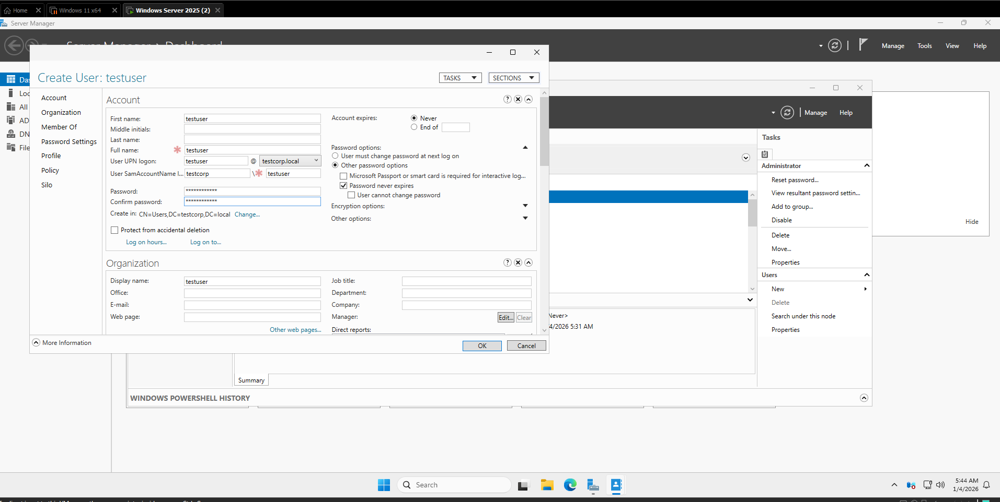 Home
Windows 11 x64
Windows Server 2025 (2)
Server Manager
Manage
Tools
View
Help
Create User: testuser
TASKS
SECTIONS
Account
Organization
Member Of
Password Settings
Profile
Policy
Silo
Account
First name:
testuser
Middle initials:
Last name:
Full name:
testuser
User UPN logon:
testuser
@
testcorp.local
User SamAccountName l...
testcorp
\
testuser
Password:
************
Confirm password:
************
Create in:
CN=Users,DC=testcorp,DC=local
Change...
Protect from accidental deletion
Log on hours...
Log on to...
Account expires:
Never
End of
Password options:
User must change password at next log on
Other password options
Microsoft Passport or smart card is required for interactive log...
Password never expires
User cannot change password
Encryption options:
Other options:
Organization
Display name:
testuser
Office:
E-mail:
Web page:
Other web pages...
Job title:
Department:
Company:
Manager:
Edit...
Clear
Direct reports:
More Information
OK
Cancel
Manage
Help
Tasks
Administrator
Reset password...
View resultant password settin...
Add to group...
Disable
Delete
Move...
Properties
Users
New
Delete
Search under this node
Properties
Hide
Never>
/4/2026 5:31 AM
Summary
WINDOWS POWERSHELL HISTORY
Search
5:44 AM
1/4/2026